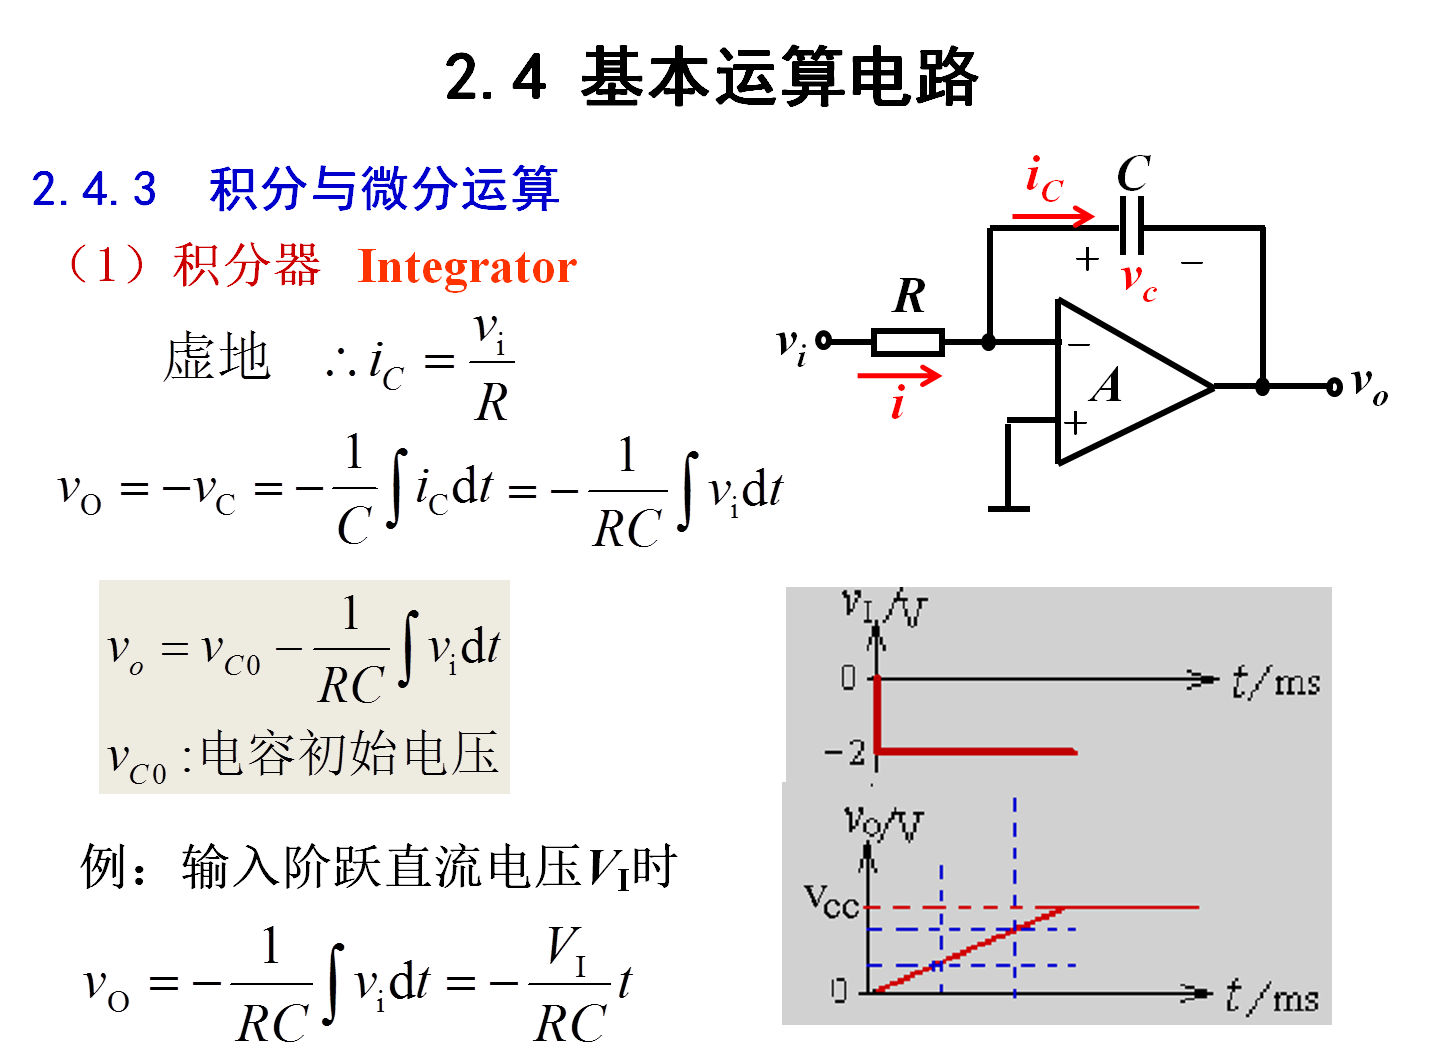 2.4 基本运算电路
2.4.3 积分与微分运算
（1）积分器 Integrator
虚地 ∴ i_C = v_i / R
v_O = −v_C = −(1/C) ∫ i_C dt = −(1/RC) ∫ v_i dt
v_o = v_C0 − (1/RC) ∫ v_i dt
v_C0 :电容初始电压
例：输入阶跃直流电压V_I时
v_O = −(1/RC) ∫ v_i dt = −(V_I/RC) t
i_C
C
+ −
v_c
R
v_i
i
−
A
+
v_o
v_I/V
0
t/ms
−2
v_O/V
V_CC
0
t/ms